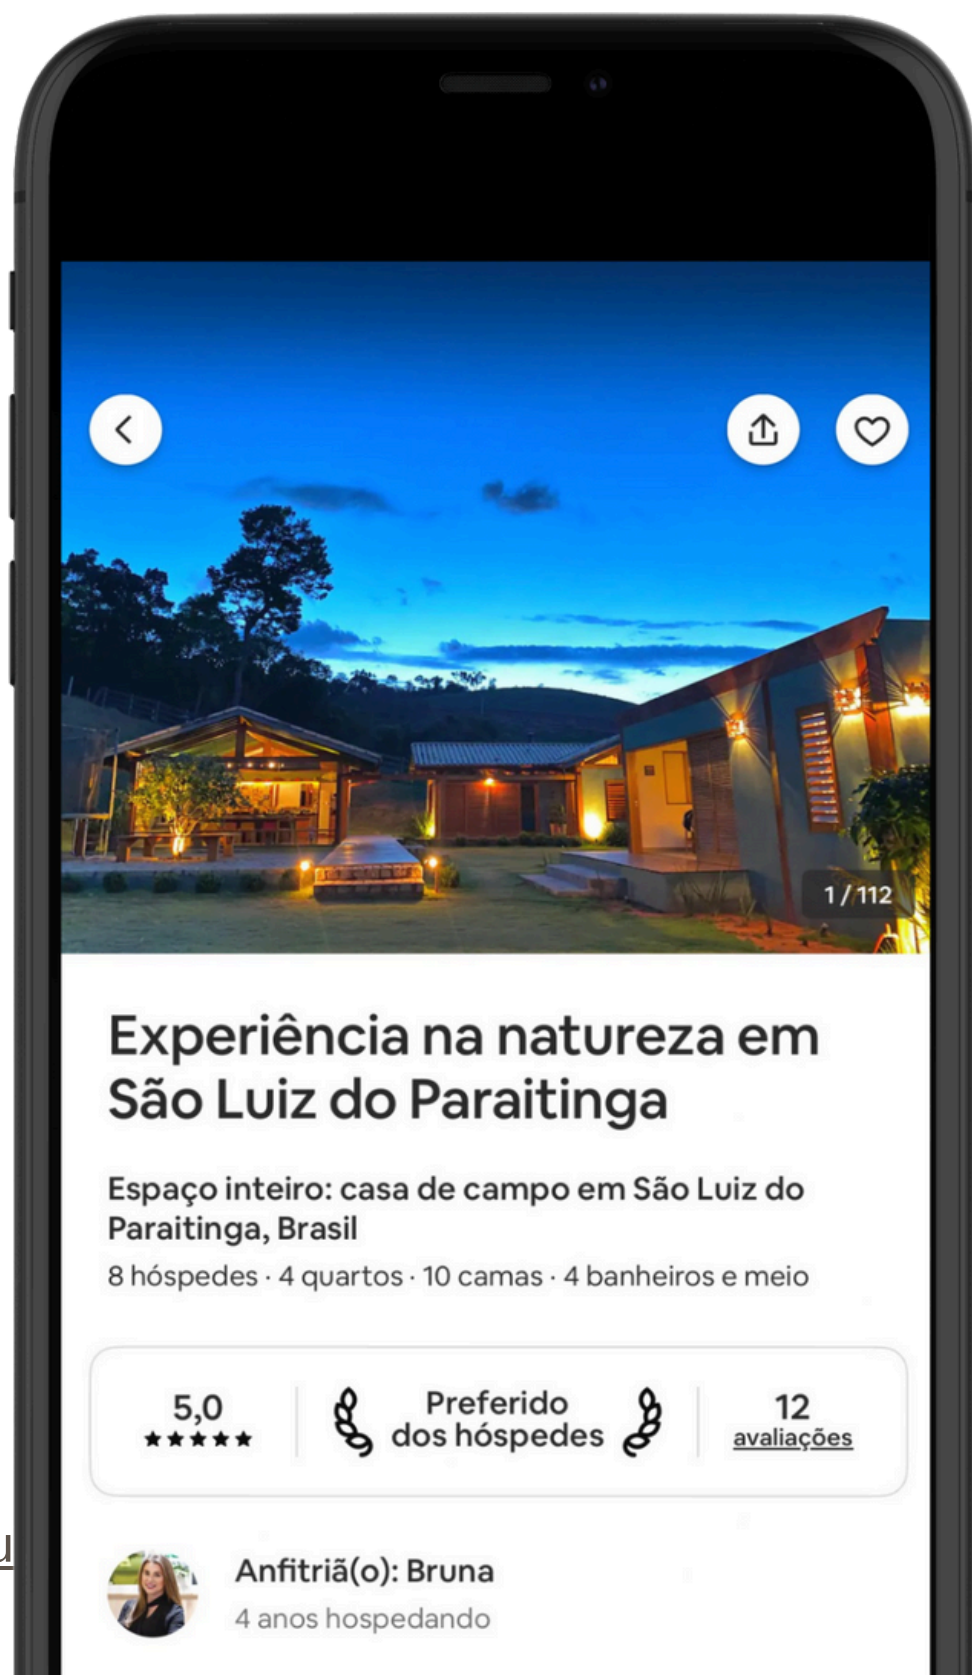 1 / 112
Experiência na natureza em
São Luiz do Paraitinga
Espaço inteiro: casa de campo em São Luiz do
Paraitinga, Brasil
8 hóspedes · 4 quartos · 10 camas · 4 banheiros e meio
5,0
Preferido
dos hóspedes
12
avaliações
Anfitriã(o): Bruna
4 anos hospedando